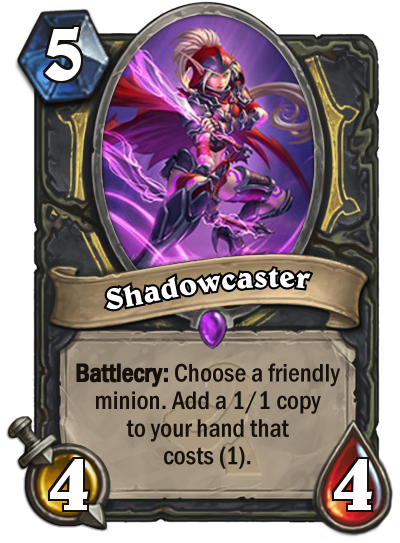 5
Shadowcaster
Battlecry: Choose a friendly
minion. Add a 1/1 copy
to your hand that
costs (1).
4
4